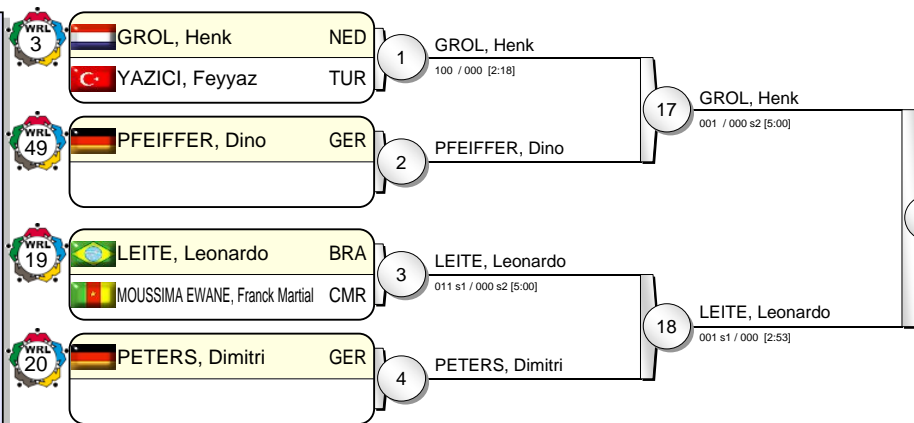 WRL
3
GROL, Henk NED
YAZICI, Feyyaz TUR
1
GROL, Henk
100 / 000 [2:18]
17
GROL, Henk
001 / 000 s2 [5:00]
WRL
49
PFEIFFER, Dino GER
2
PFEIFFER, Dino
WRL
19
LEITE, Leonardo BRA
MOUSSIMA EWANE, Franck Martial CMR
3
LEITE, Leonardo
011 s1 / 000 s2 [5:00]
18
LEITE, Leonardo
001 s1 / 000 [2:53]
WRL
20
PETERS, Dimitri GER
4
PETERS, Dimitri